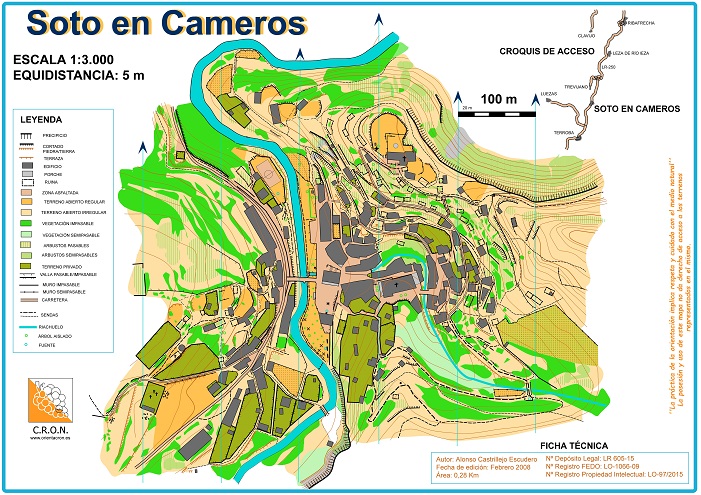 Soto en Cameros
ESCALA 1:3.000
EQUIDISTANCIA: 5 m
LEYENDA
PRECIPICIO
CORTADO
PIEDRA/TIERRA
TERRAZA
EDIFICIO
PORCHE
RUINA
ZONA ASFALTADA
TERRENO ABIERTO REGULAR
TERRENO ABIERTO IRREGULAR
VEGETACIÓN IMPASABLE
VEGETACIÓN SEMIPASABLE
ARBUSTOS PASABLES
ARBUSTOS SEMIPASABLES
TERRENO PRIVADO
VALLA PASABLE/IMPASABLE
MURO IMPASABLE
MURO SEMIPASABLE
CARRETERA
SENDAS
RIACHUELO
ÁRBOL AISLADO
FUENTE
C.R.O.N.
www.orientacron.es
CROQUIS DE ACCESO
RIBAFRECHA
CLAVIJO
LEZA DE RIO LEZA
LR-250
TREVIJANO
LUEZAS
SOTO EN CAMEROS
TERROBA
100 m
20 m
"La práctica de la orientación implica respeto y cuidado con el medio natural"
La posesión y uso de este mapa no da derecho de acceso a los terrenos
representados en el mismo.
FICHA TÉCNICA
Autor: Alonso Castrillejo Escudero
Fecha de edición: Febrero 2008
Área: 0,28 Km
Nº Depósito Legal: LR 605-15
Nº Registro FEDO: LO-1066-09
Nº Registro Propiedad Intelectual: LO-97/2015